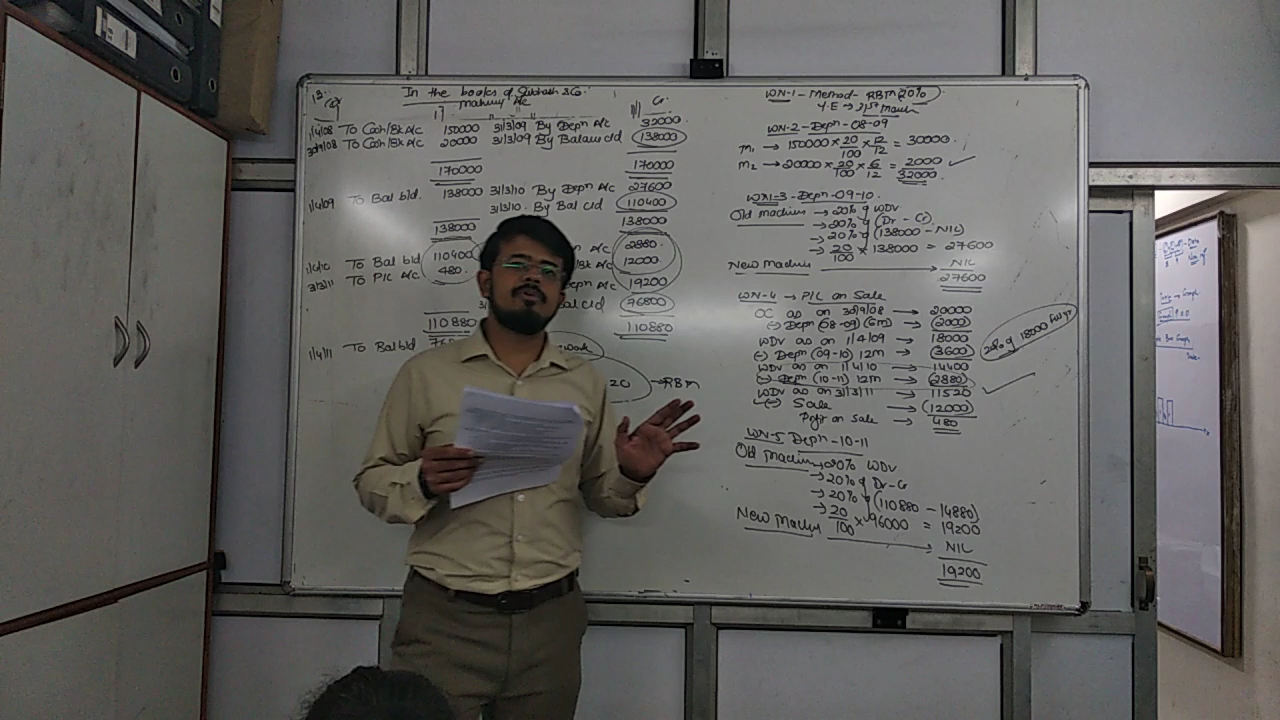 In the books of Subhash & Co.
Machinery A/c
Dr
Cr.
1/4/08 To Cash/Bk A/c 150000 31/3/09 By Depn A/c 32000
30/9/08 To Cash/Bk A/c 20000 31/3/09 By Balance c/d 138000
170000 170000
1/4/09 To Bal b/d. 138000 31/3/10 By Depn A/c 27600
31/3/10. By Bal c/d 110400
138000 138000
A/c 2880
1/4/10 To Bal b/d 110400 12000
31/3/11 To P/L A/c 480 Depn A/c 19200
Bal c/d 96800
110880 110880
1/4/11 To Bal b/d
work
20 → RBM
WN-1 - Method - RBM (20%)
Y.E → 31st March
WN-2 - Depn - 08-09
M1 → 150000 × 20/100 × 12/12 = 30000
M2 → 20000 × 20/100 × 6/12 = 2000
32000
WN-3 - Depn - 09-10.
Old machines → 20% of WDV
→ 20% of (Dr - Cr)
→ 20% of (138000 - NIL)
→ 20/100 × 138000 = 27600
New Machines → NIL
27600
WN-4 → P/L on Sale
OC as on 30/9/08 → 20000
(-) Depn (08-09) (6m) → (2000)
WDV as on 1/4/09 → 18000
(-) Depn (09-10) 12m → (3600) 20% of 18000 Full yr
WDV as on 1/4/10 → 14400
(-) Depn (10-11) 12m → (2880)
WDV as on 31/3/11 → 11520
(-) Sale → (12000)
Profit on Sale → 480
WN-5 Depn - 10-11
Old Machines → 20% WDV
→ 20% of Dr - Cr
→ 20% of (110880 - 14880)
→ 20/100 × 96000 = 19200
New Machines → NIL
19200